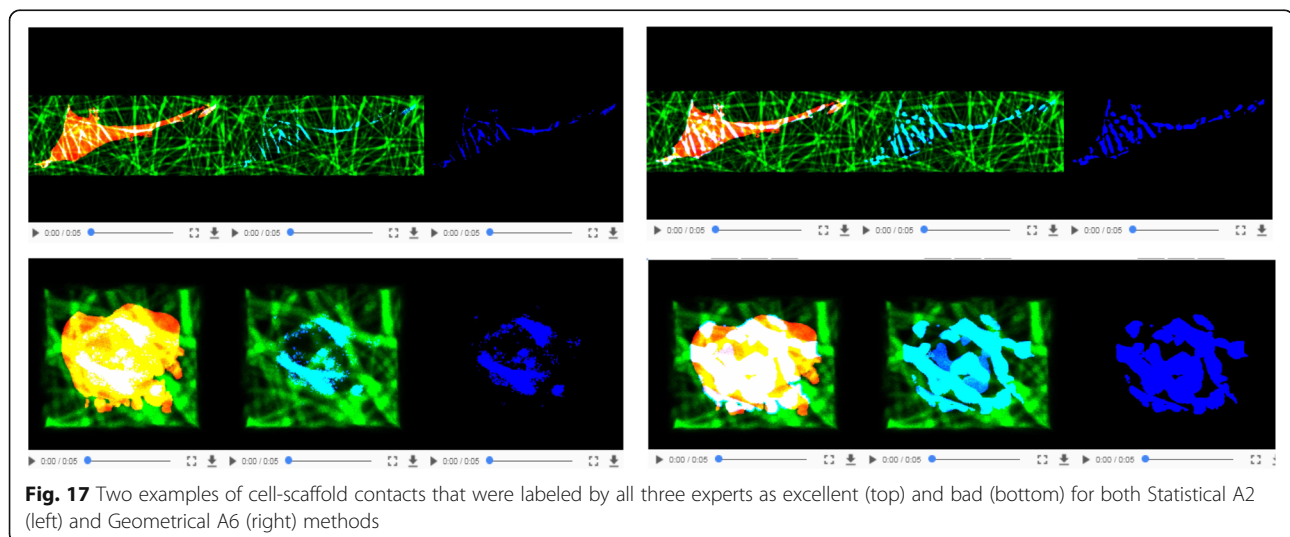 0:00 / 0:05 0:00 / 0:05 0:00 / 0:05 0:00 / 0:05 0:00 / 0:05 0:00 / 0:05
0:00 / 0:05 0:00 / 0:05 0:00 / 0:05 0:00 / 0:05 0:00 / 0:05 0:00 / 0:05
Fig. 17 Two examples of cell-scaffold contacts that were labeled by all three experts as excellent (top) and bad (bottom) for both Statistical A2
(left) and Geometrical A6 (right) methods